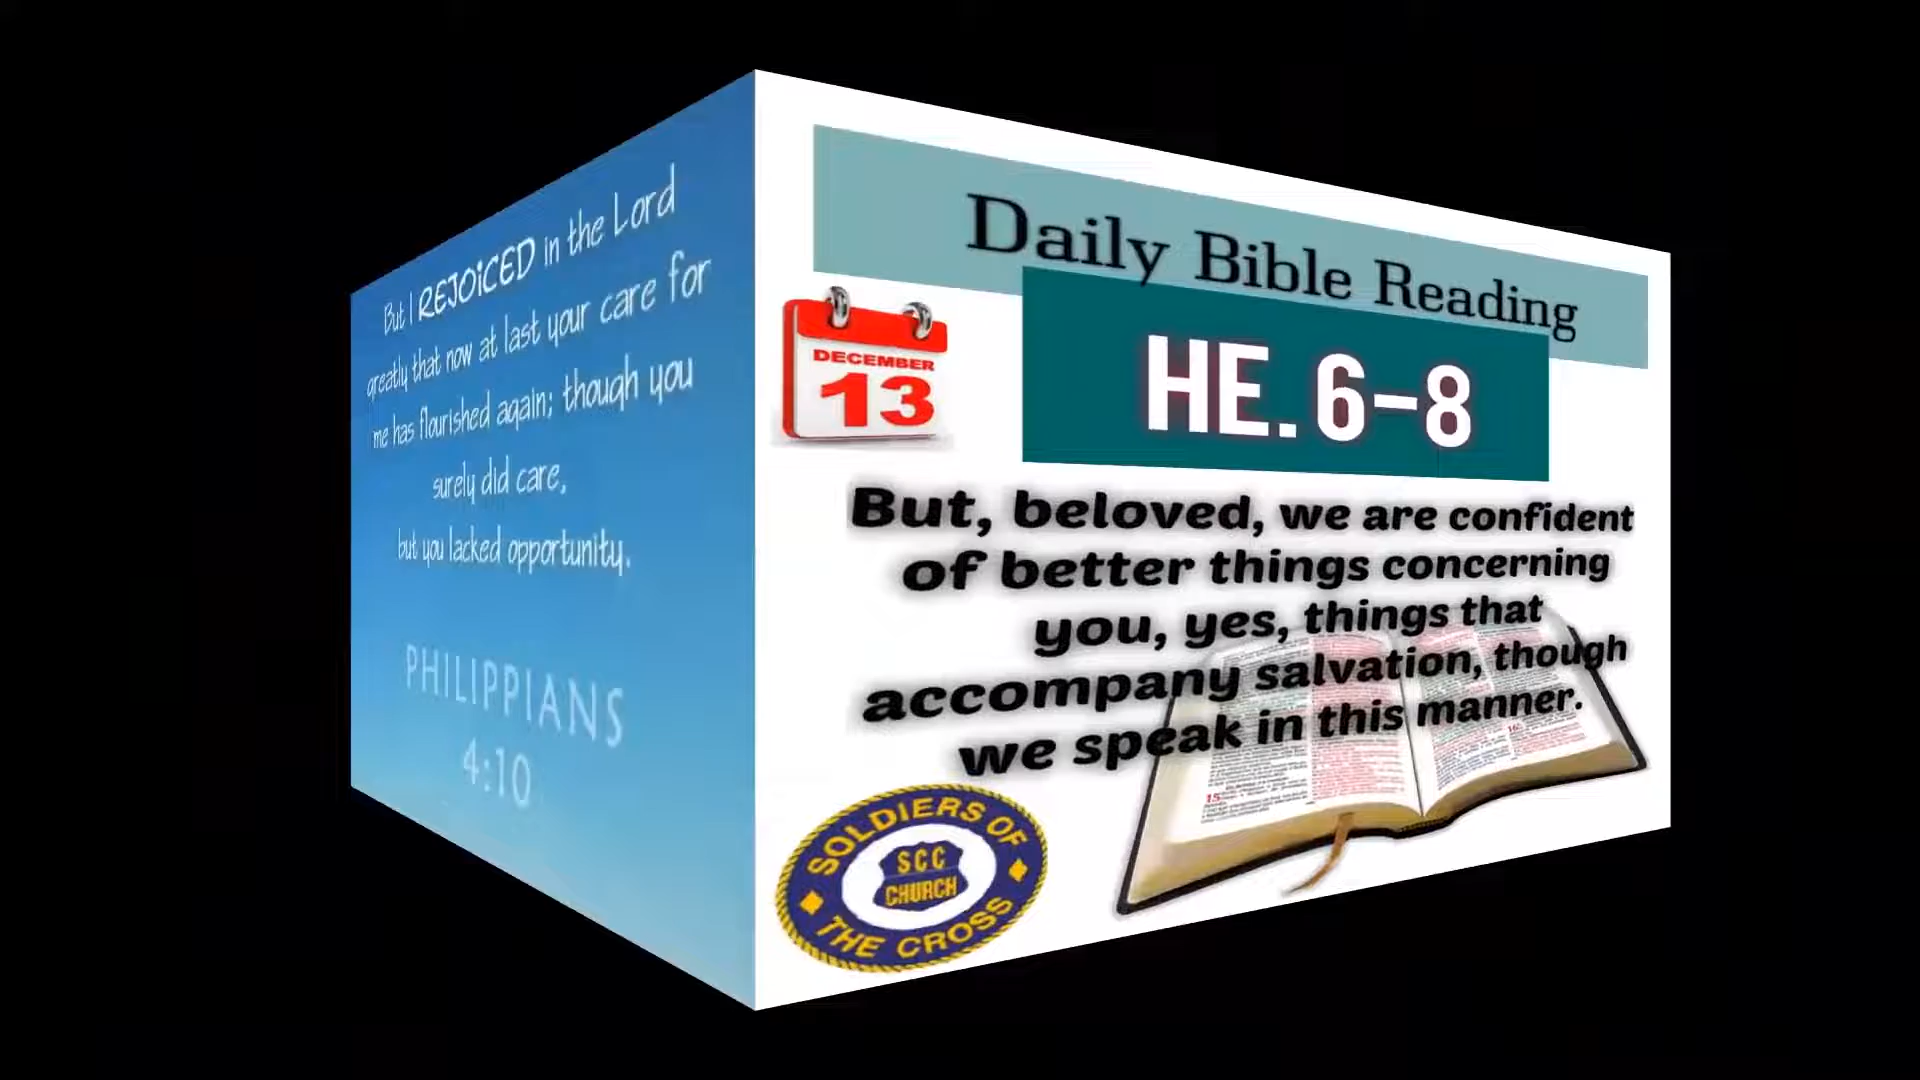 But I REJOICED in the Lord
greatly that now at last your care for
me has flourished again; though you
surely did care,
but you lacked opportunity.
PHILIPPIANS
4:10
Daily Bible Reading
DECEMBER
13
HE. 6-8
But, beloved, we are confident
of better things concerning
you, yes, things that
accompany salvation, though
we speak in this manner.
SOLDIERS OF
SCC
CHURCH
THE CROSS